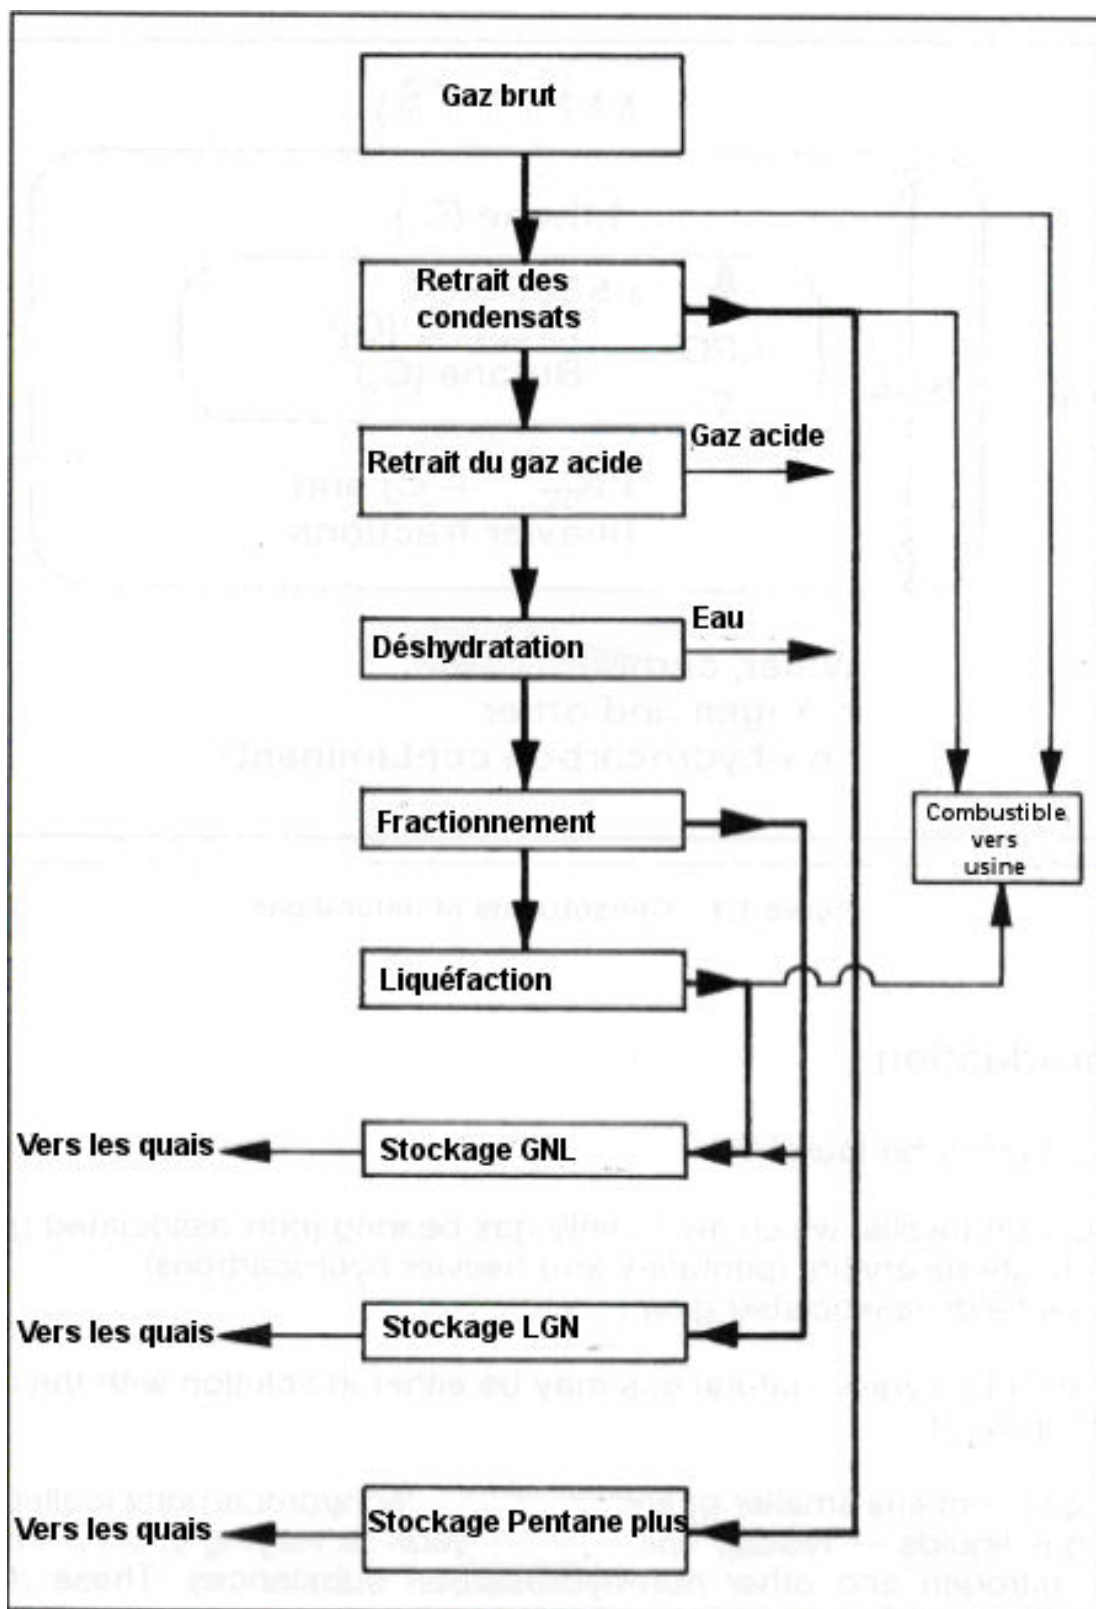 Gaz brut
Retrait des
condensats
Gaz acide
Retrait du gaz acide
Eau
Déshydratation
Combustible
vers
usine
Fractionnement
Liquéfaction
Vers les quais
Stockage GNL
Vers les quais
Stockage LGN
Vers les quais
Stockage Pentane plus